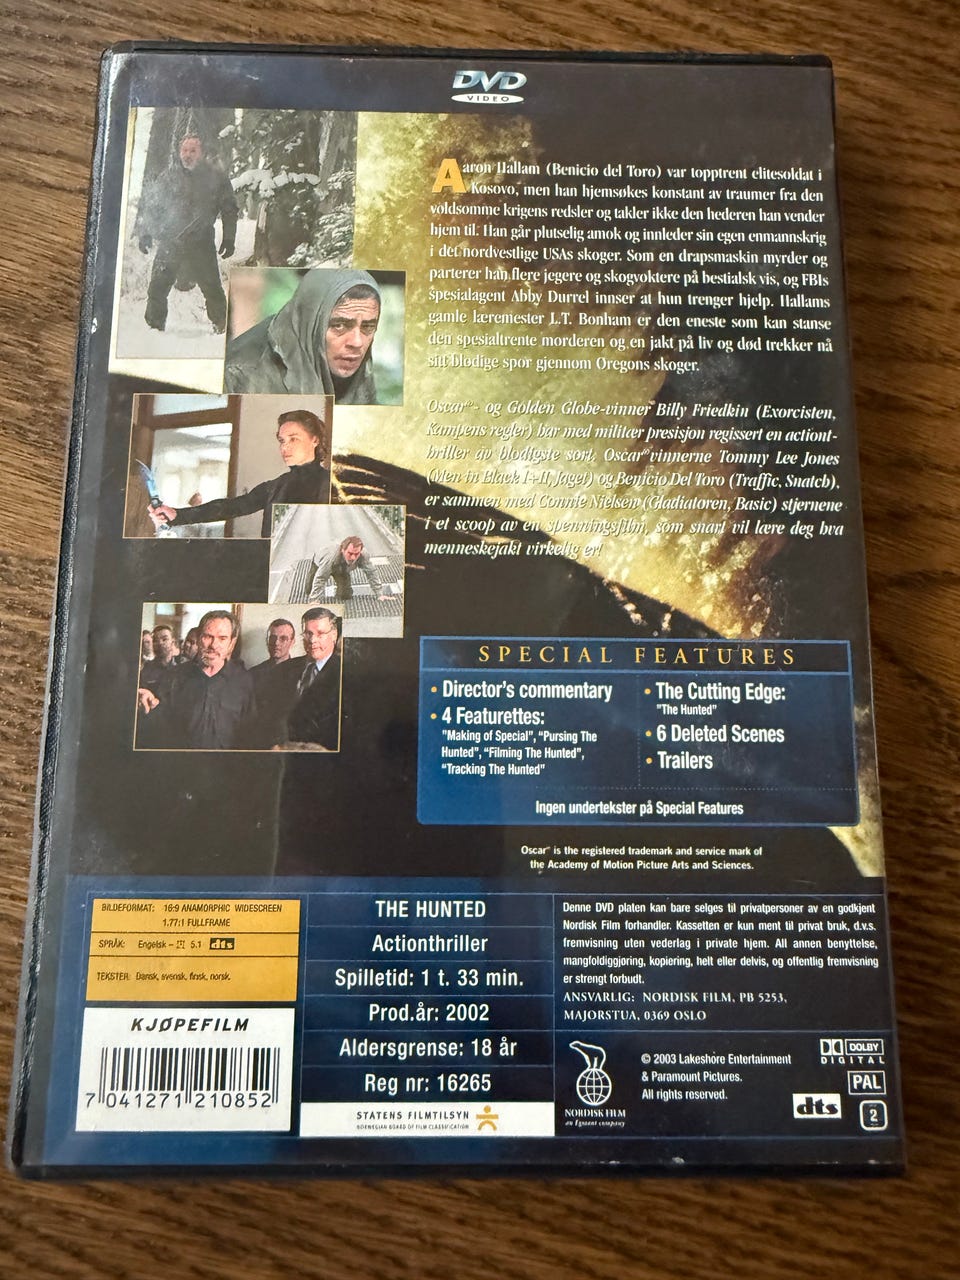 DVD
VIDEO
Aaron Hallam (Benicio del Toro) var topptrent elitesoldat i
Kosovo, men han hjemsøkes konstant av traumer fra den
voldsomme krigens redsler og takler ikke den hederen han vender
hjem til. Han går plutselig amok og innleder sin egen enmannskrig
i det nordvestlige USAs skoger. Som en drapsmaskin myrder og
parterer han flere jegere og skogvoktere på bestialsk vis, og FBIs
spesialagent Abby Durrel innser at hun trenger hjelp. Hallams
gamle læremester L.T. Bonham er den eneste som kan stanse
den spesialtrente morderen og en jakt på liv og død trekker nå
sitt blodige spor gjennom Oregons skoger.
Oscar®- og Golden Globe-vinner Billy Friedkin (Exorcisten,
Kampens regler) har med militær presisjon regissert en actiont-
hriller av blodigste sort. Oscar®vinnerne Tommy Lee Jones
(Men in Black I+II, Jaget) og Benicio Del Toro (Traffic, Snatch),
er sammen med Connie Nielsen (Gladiatoren, Basic) stjernene
i et scoop av en spenningsfilm, som snart vil lære deg hva
menneskejakt virkelig er!
SPECIAL FEATURES
• Director's commentary
• 4 Featurettes:
"Making of Special", "Pursing The
Hunted", "Filming The Hunted",
"Tracking The Hunted"
• The Cutting Edge:
"The Hunted"
• 6 Deleted Scenes
• Trailers
Ingen undertekster på Special Features
Oscar® is the registered trademark and service mark of
the Academy of Motion Picture Arts and Sciences.
BILDEFORMAT: 16:9 ANAMORPHIC WIDESCREEN
1.77:1 FULLFRAME
SPRÅK: Engelsk – 5.1 dts
TEKSTER: Dansk, svensk, finsk, norsk.
KJØPEFILM
7 041271 210852
THE HUNTED
Actionthriller
Spilletid: 1 t. 33 min.
Prod.år: 2002
Aldersgrense: 18 år
Reg nr: 16265
STATENS FILMTILSYN
NORWEGIAN BOARD OF FILM CLASSIFICATION
Denne DVD platen kan bare selges til privatpersoner av en godkjent
Nordisk Film forhandler. Kassetten er kun ment til privat bruk, d.v.s.
fremvisning uten vederlag i private hjem. All annen benyttelse,
mangfoldiggjøring, kopiering, helt eller delvis, og offentlig fremvisning
er strengt forbudt.
ANSVARLIG: NORDISK FILM, PB 5253,
MAJORSTUA, 0369 OSLO
NORDISK FILM
an Egmont company
© 2003 Lakeshore Entertainment
& Paramount Pictures.
All rights reserved.
DOLBY
DIGITAL
PAL
dts
2